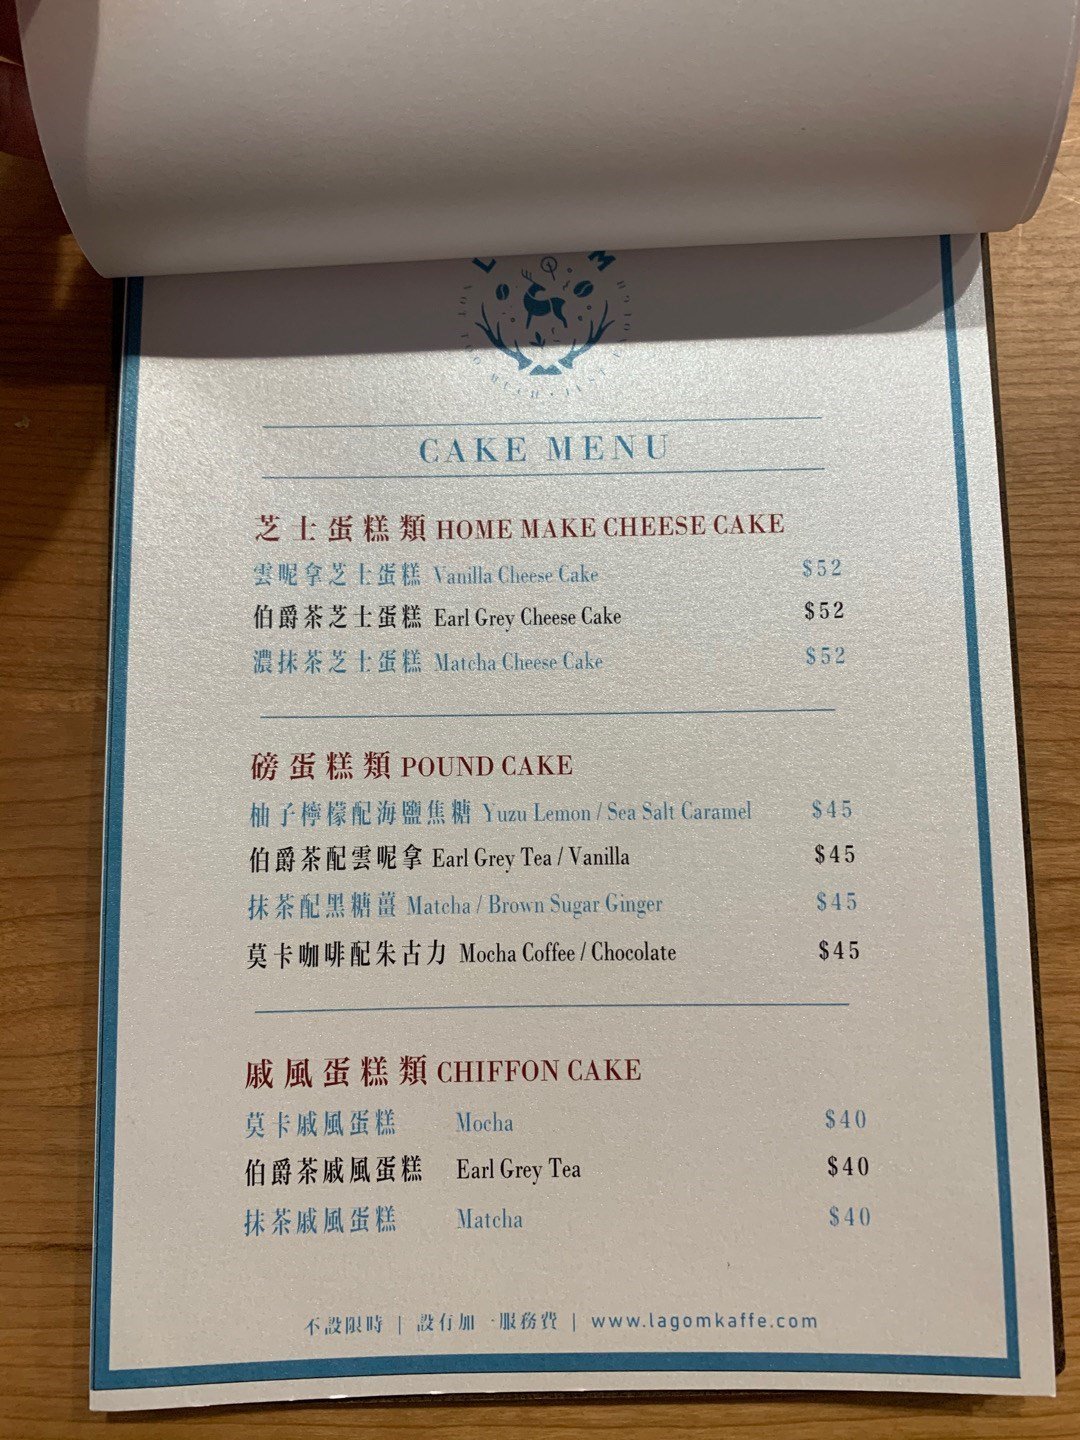 CAKE MENU
芝士蛋糕類 HOME MAKE CHEESE CAKE
雲呢拿芝士蛋糕 Vanilla Cheese Cake $52
伯爵茶芝士蛋糕 Earl Grey Cheese Cake $52
濃抹茶芝士蛋糕 Matcha Cheese Cake $52
磅蛋糕類 POUND CAKE
柚子檸檬配海鹽焦糖 Yuzu Lemon / Sea Salt Caramel $45
伯爵茶配雲呢拿 Earl Grey Tea / Vanilla $45
抹茶配黑糖薑 Matcha / Brown Sugar Ginger $45
莫卡咖啡配朱古力 Mocha Coffee / Chocolate $45
戚風蛋糕類 CHIFFON CAKE
莫卡戚風蛋糕 Mocha $40
伯爵茶戚風蛋糕 Earl Grey Tea $40
抹茶戚風蛋糕 Matcha $40
不設限時 | 設有加一服務費 | www.lagomkaffe.com